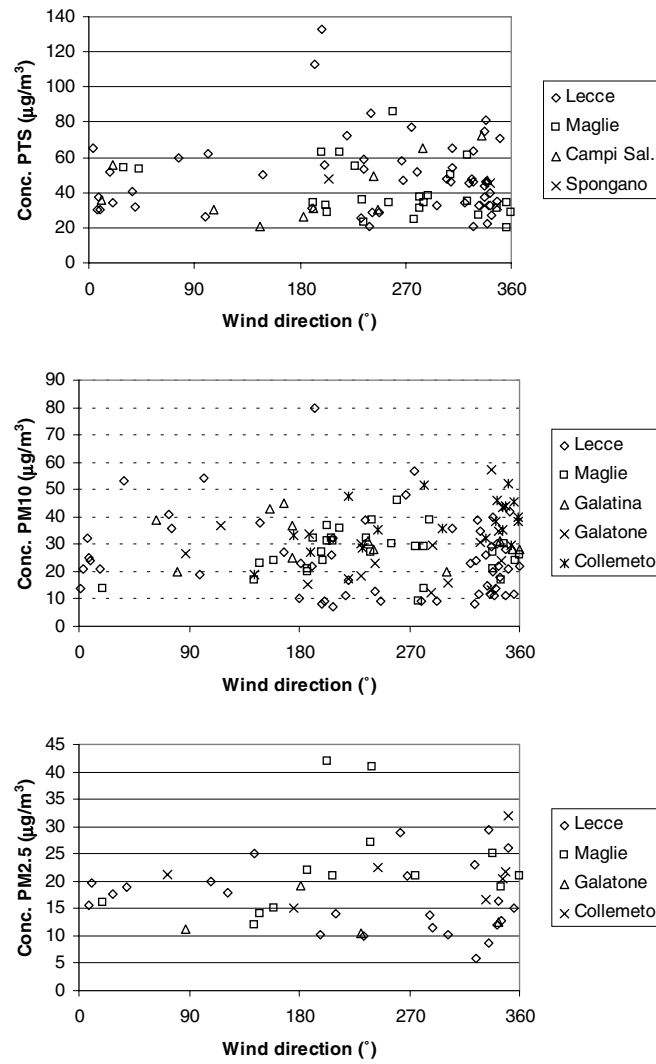 140
120
100
80
60
40
20
0
Conc. PTS (µg/m³)
0 90 180 270 360
Wind direction (˚)
Lecce
Maglie
Campi Sal.
Spongano
90
80
70
60
50
40
30
20
10
0
Conc. PM10 (µg/m³)
0 90 180 270 360
Wind direction (˚)
Lecce
Maglie
Galatina
Galatone
Collemeto
45
40
35
30
25
20
15
10
5
0
Conc. PM2.5 (µg/m³)
0 90 180 270 360
Wind direction (˚)
Lecce
Maglie
Galatone
Collemeto